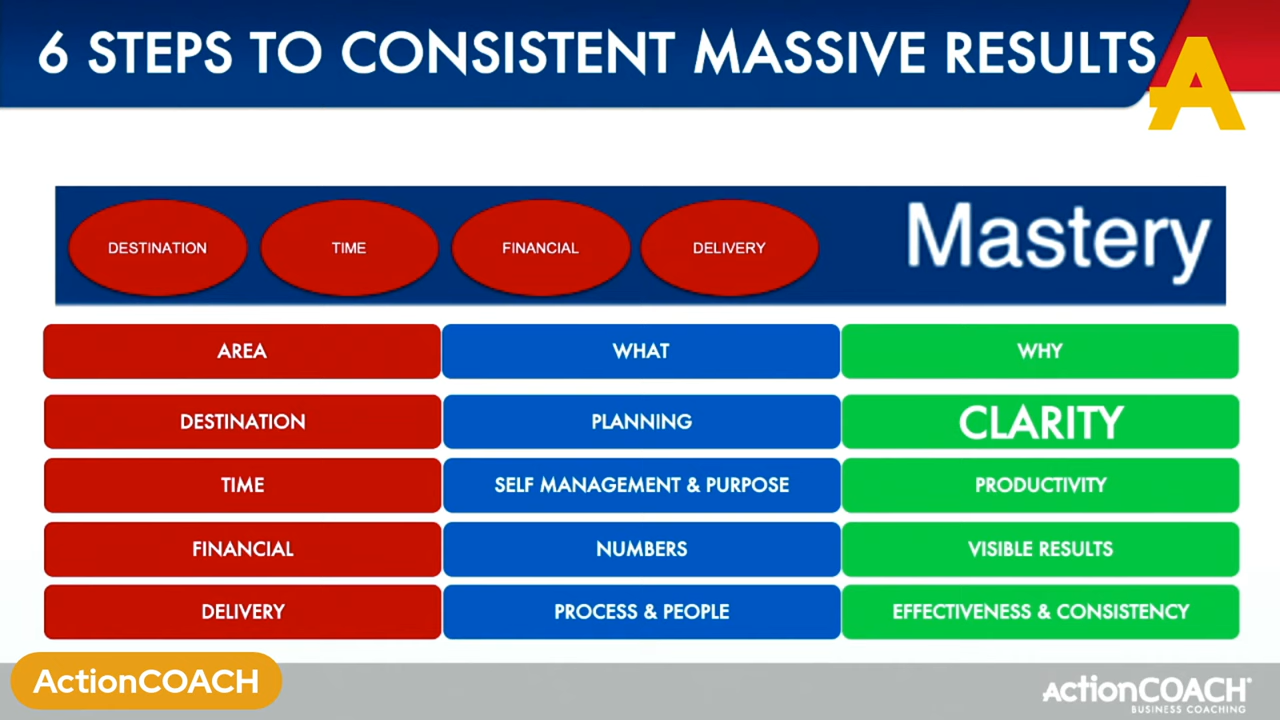 6 STEPS TO CONSISTENT MASSIVE RESULTS
A
DESTINATION TIME FINANCIAL DELIVERY Mastery
AREA WHAT WHY
DESTINATION PLANNING CLARITY
TIME SELF MANAGEMENT & PURPOSE PRODUCTIVITY
FINANCIAL NUMBERS VISIBLE RESULTS
DELIVERY PROCESS & PEOPLE EFFECTIVENESS & CONSISTENCY
ActionCOACH
ActionCOACH®
BUSINESS COACHING